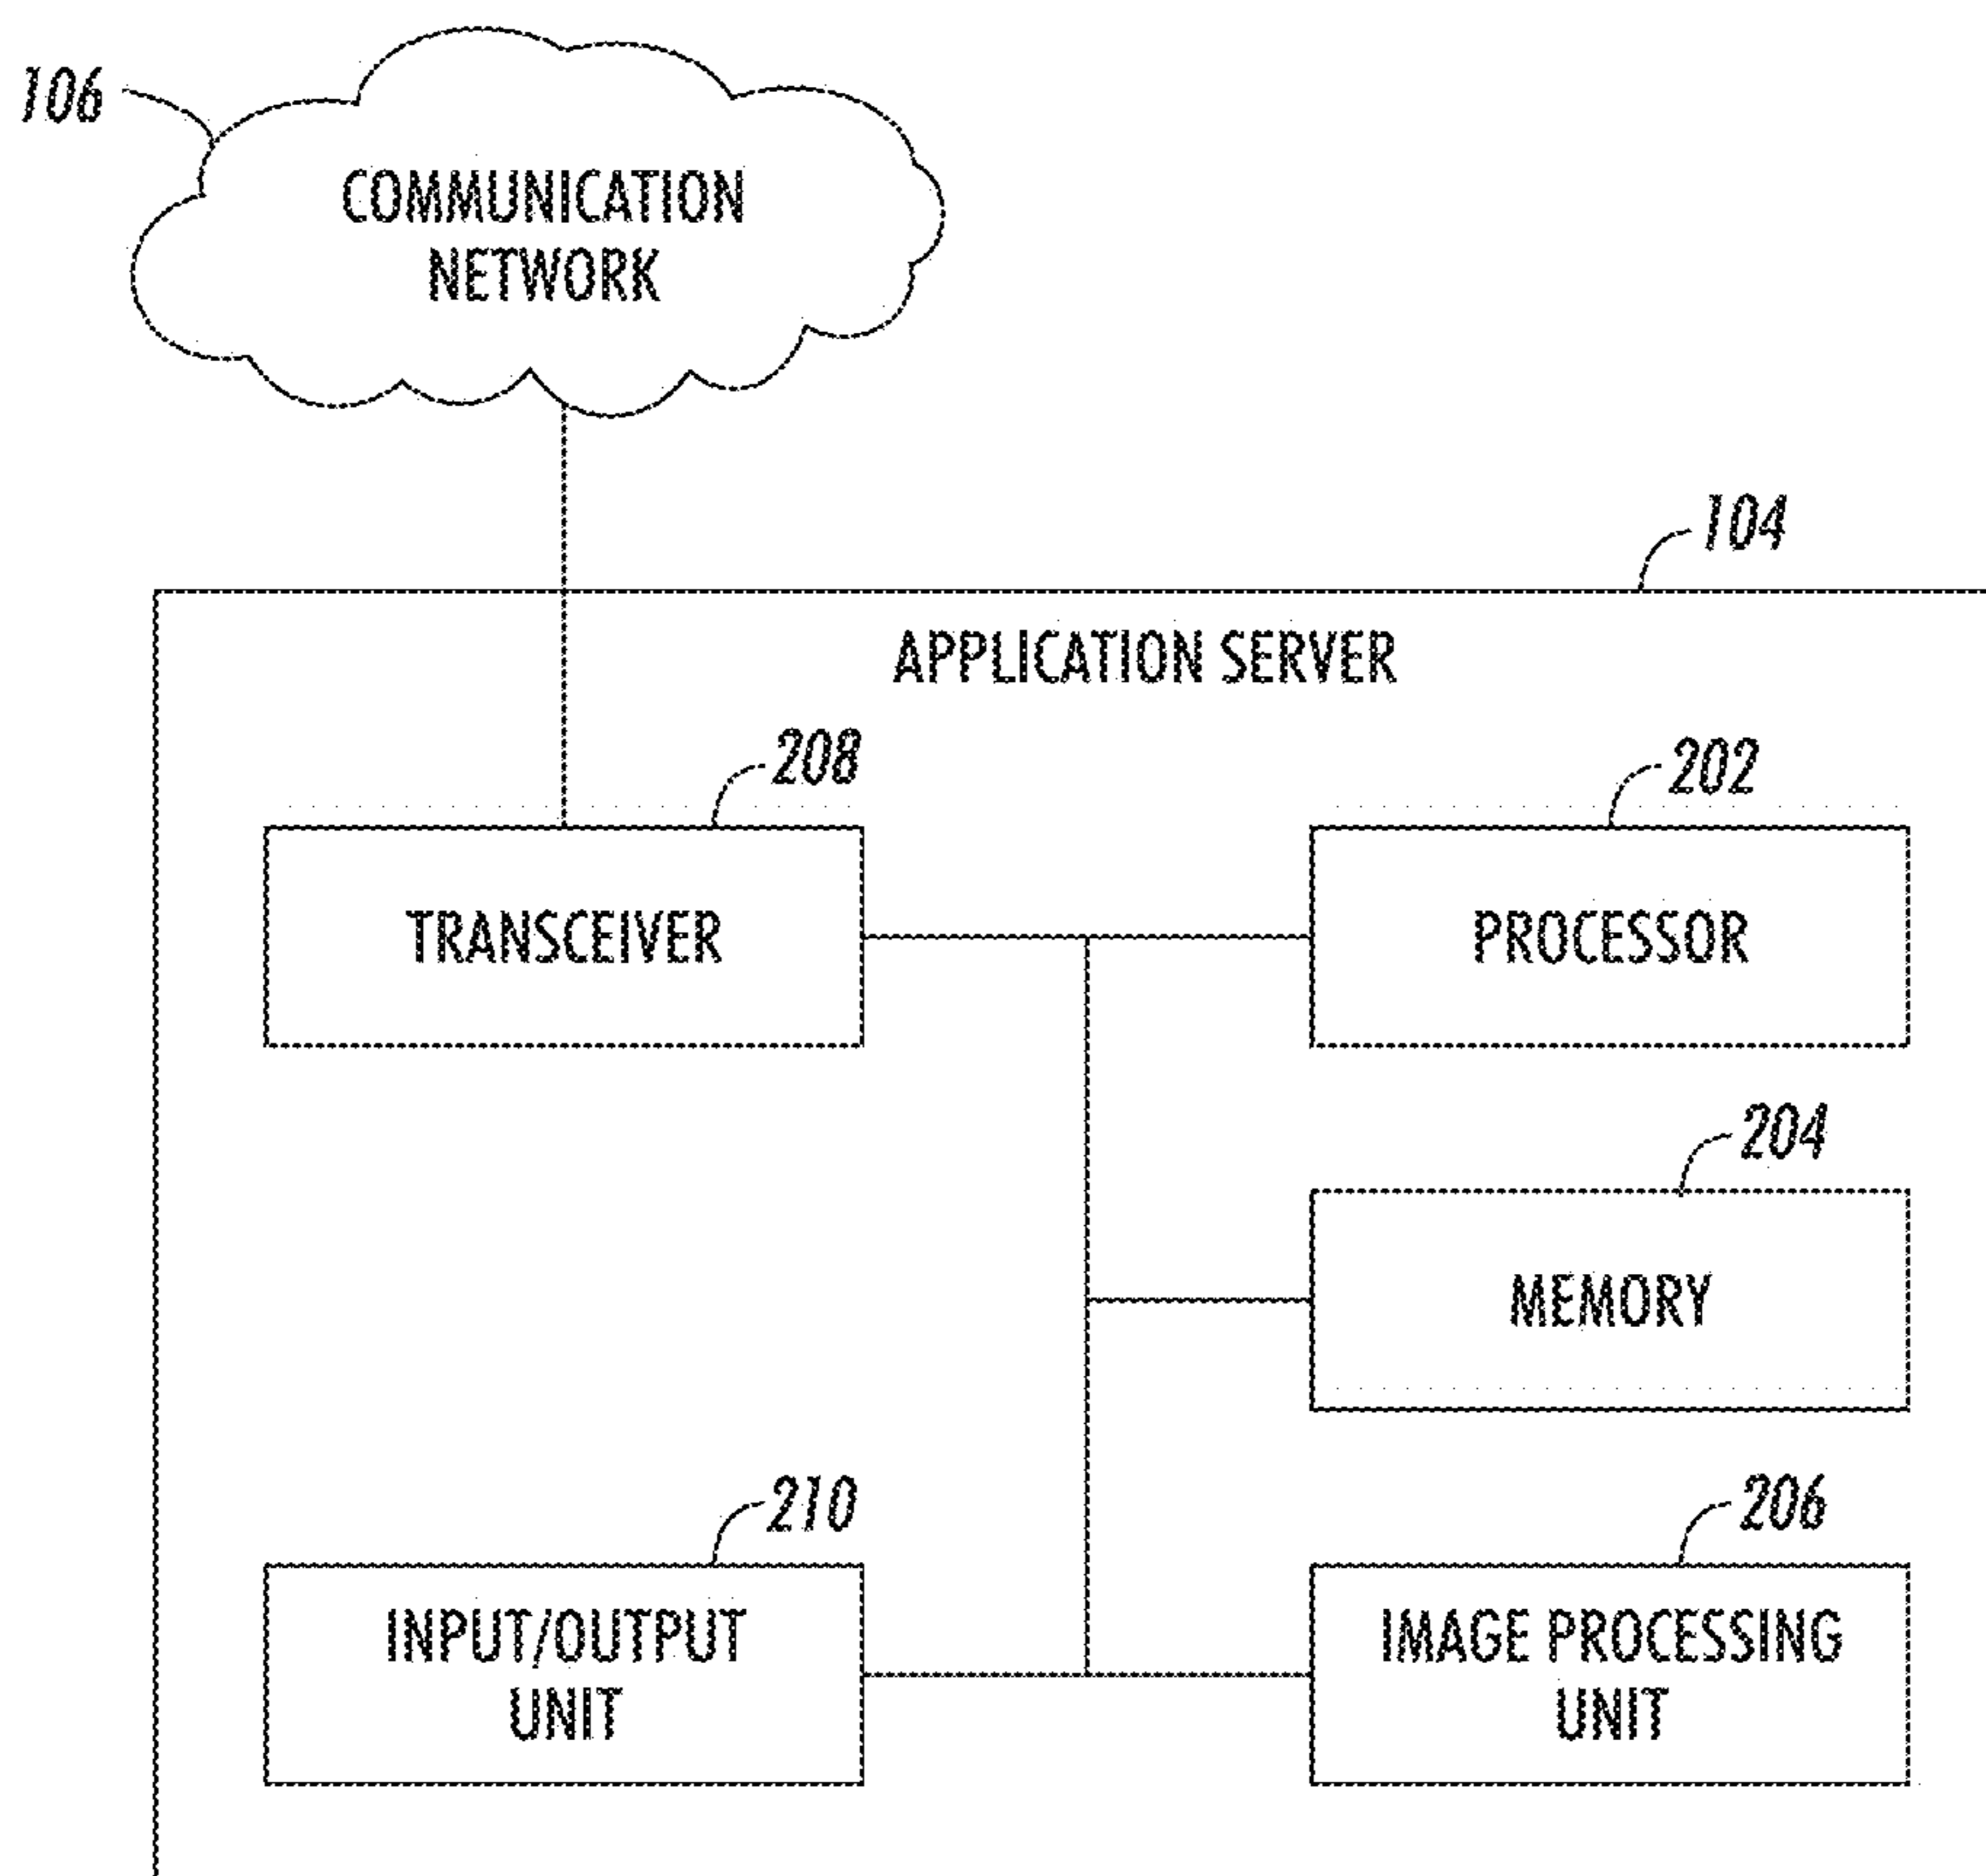 106
COMMUNICATION
NETWORK
104
APPLICATION SERVER
208
202
TRANSCEIVER
PROCESSOR
204
MEMORY
210
206
INPUT/OUTPUT
UNIT
IMAGE PROCESSING
UNIT